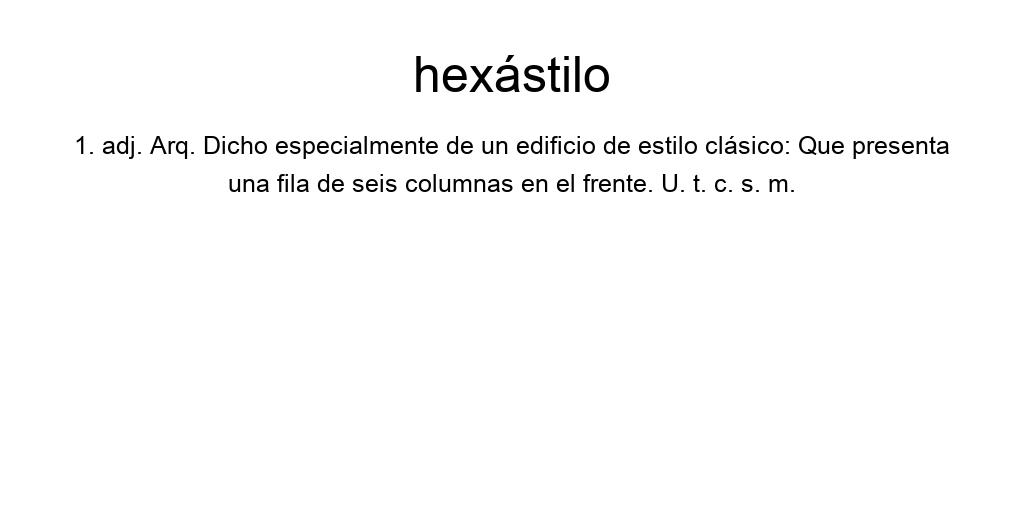 hexástilo
1. adj. Arq. Dicho especialmente de un edificio de estilo clásico: Que presenta
una fila de seis columnas en el frente. U. t. c. s. m.